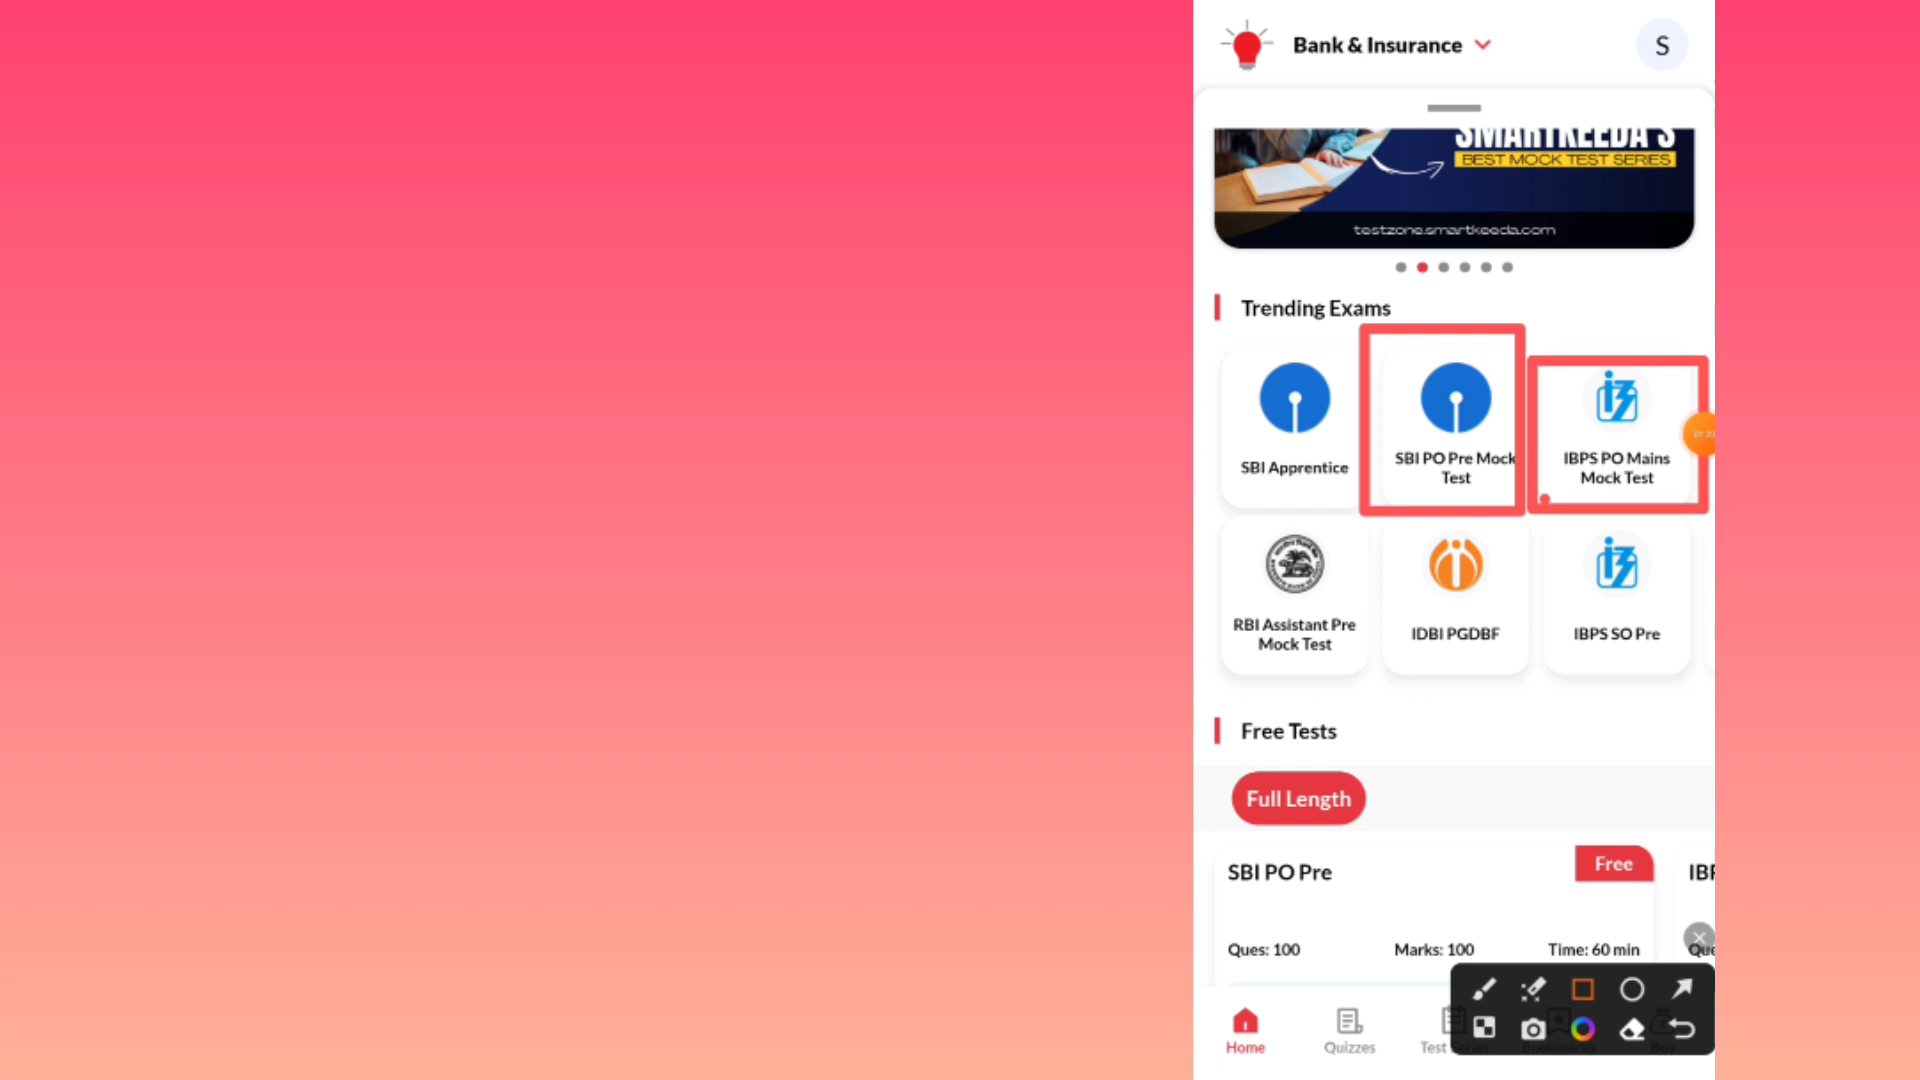 Bank & Insurance
S
SMARTKEEDA'S
BEST MOCK TEST SERIES
testzone.smartkeeda.com
Trending Exams
SBI Apprentice
SBI PO Pre Mock
Test
IBPS PO Mains
Mock Test
RBI Assistant Pre
Mock Test
IDBI PGDBF
IBPS SO Pre
Free Tests
Full Length
SBI PO Pre
Free
Ques: 100
Marks: 100
Time: 60 min
Home
Quizzes
Test